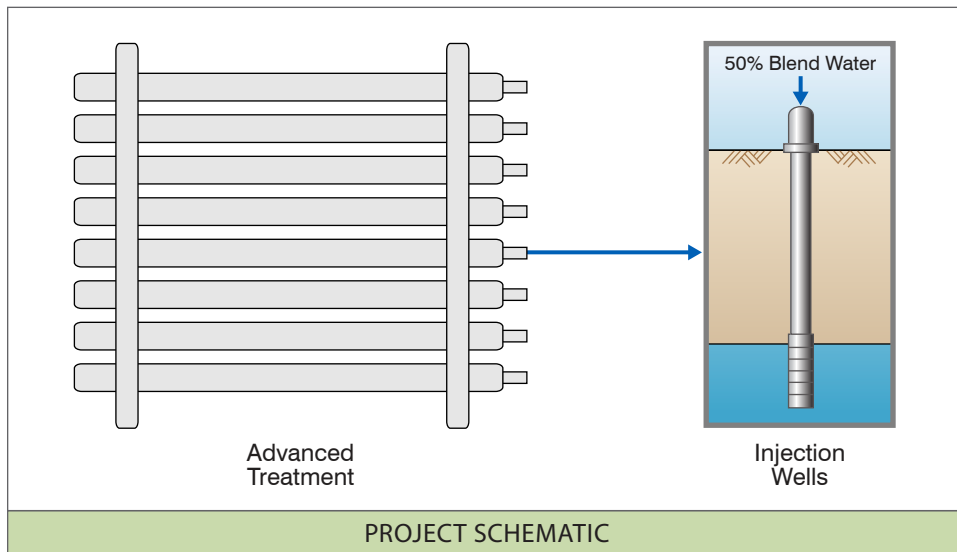 50% Blend Water
Advanced
Treatment
Injection
Wells
PROJECT SCHEMATIC